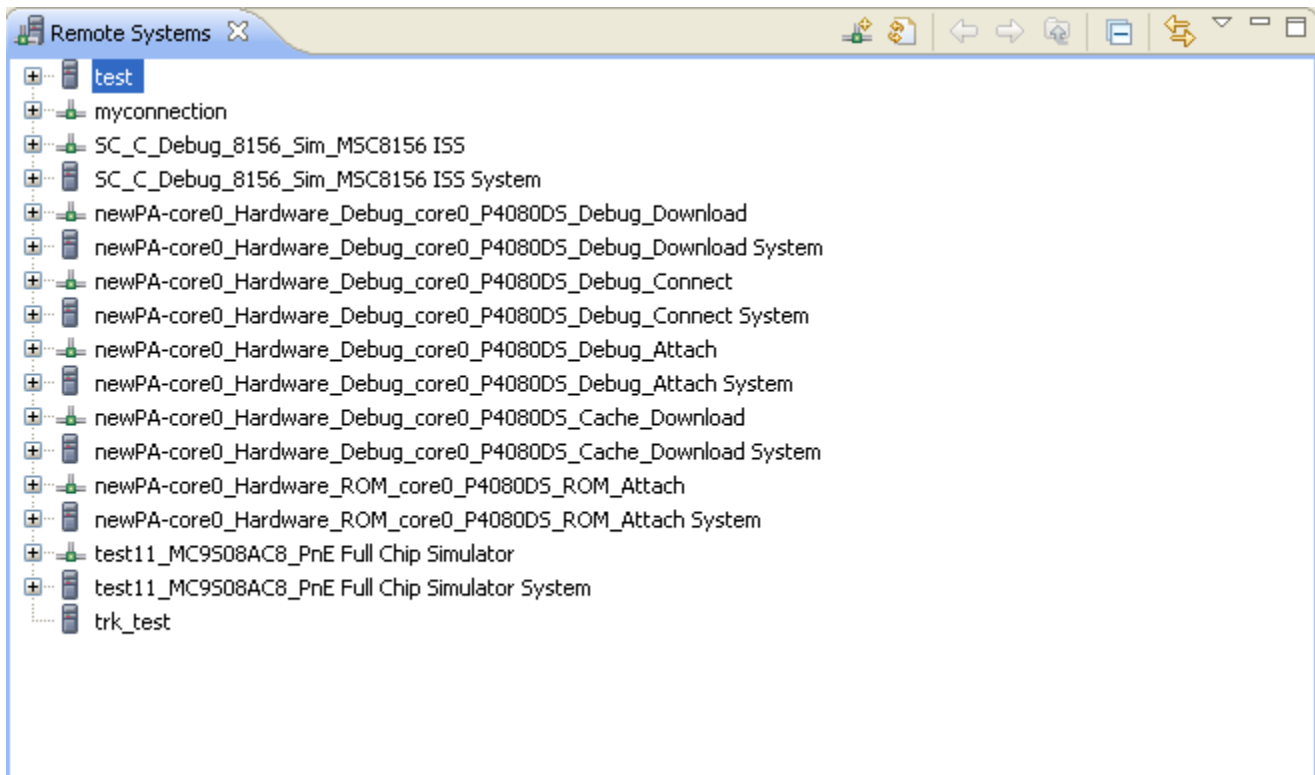 Remote Systems
test
myconnection
SC_C_Debug_8156_Sim_MSC8156 ISS
SC_C_Debug_8156_Sim_MSC8156 ISS System
newPA-core0_Hardware_Debug_core0_P4080DS_Debug_Download
newPA-core0_Hardware_Debug_core0_P4080DS_Debug_Download System
newPA-core0_Hardware_Debug_core0_P4080DS_Debug_Connect
newPA-core0_Hardware_Debug_core0_P4080DS_Debug_Connect System
newPA-core0_Hardware_Debug_core0_P4080DS_Debug_Attach
newPA-core0_Hardware_Debug_core0_P4080DS_Debug_Attach System
newPA-core0_Hardware_Debug_core0_P4080DS_Cache_Download
newPA-core0_Hardware_Debug_core0_P4080DS_Cache_Download System
newPA-core0_Hardware_ROM_core0_P4080DS_ROM_Attach
newPA-core0_Hardware_ROM_core0_P4080DS_ROM_Attach System
test11_MC9S08AC8_PnE Full Chip Simulator
test11_MC9S08AC8_PnE Full Chip Simulator System
trk_test